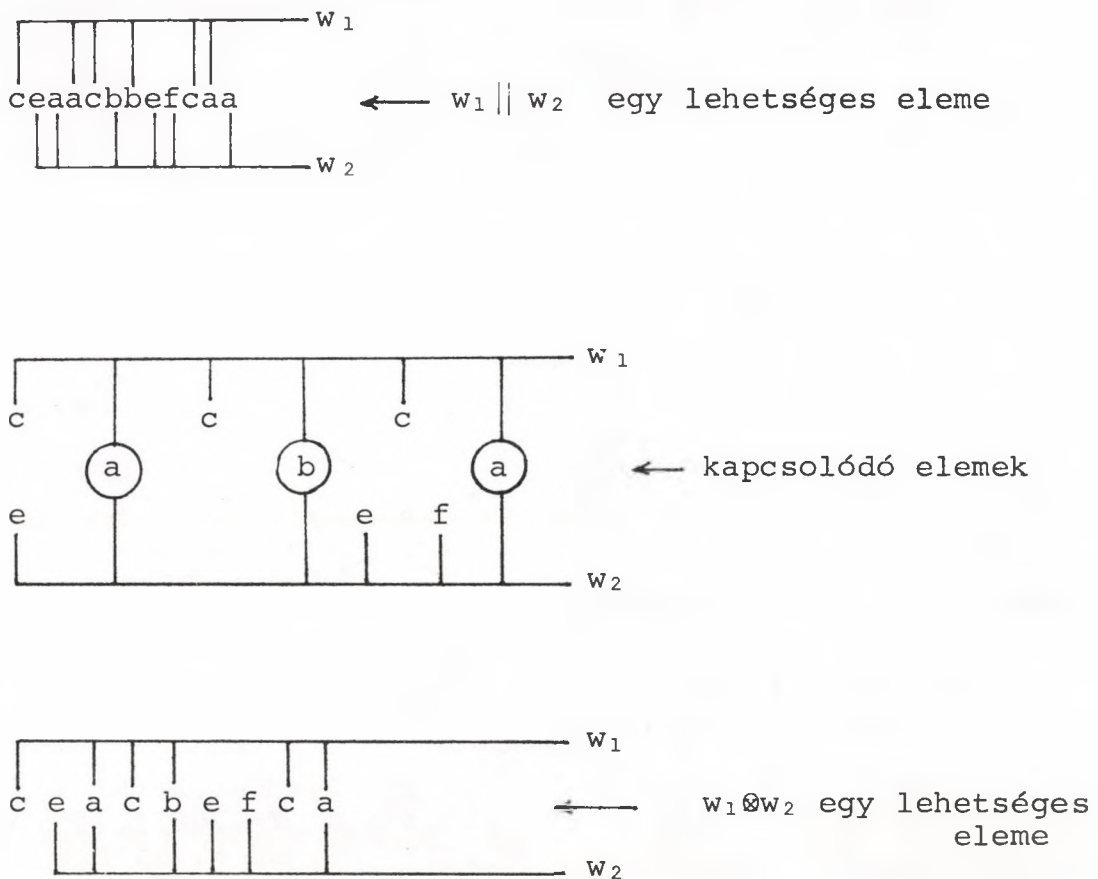 w₁
ceaacbbefcaa ← w₁ || w₂ egy lehetséges eleme
w₂
w₁
c c c
a b a ← kapcsolódó elemek
e e f
w₂
w₁
c e a c b e f c a ← w₁⊗w₂ egy lehetséges
eleme
w₂